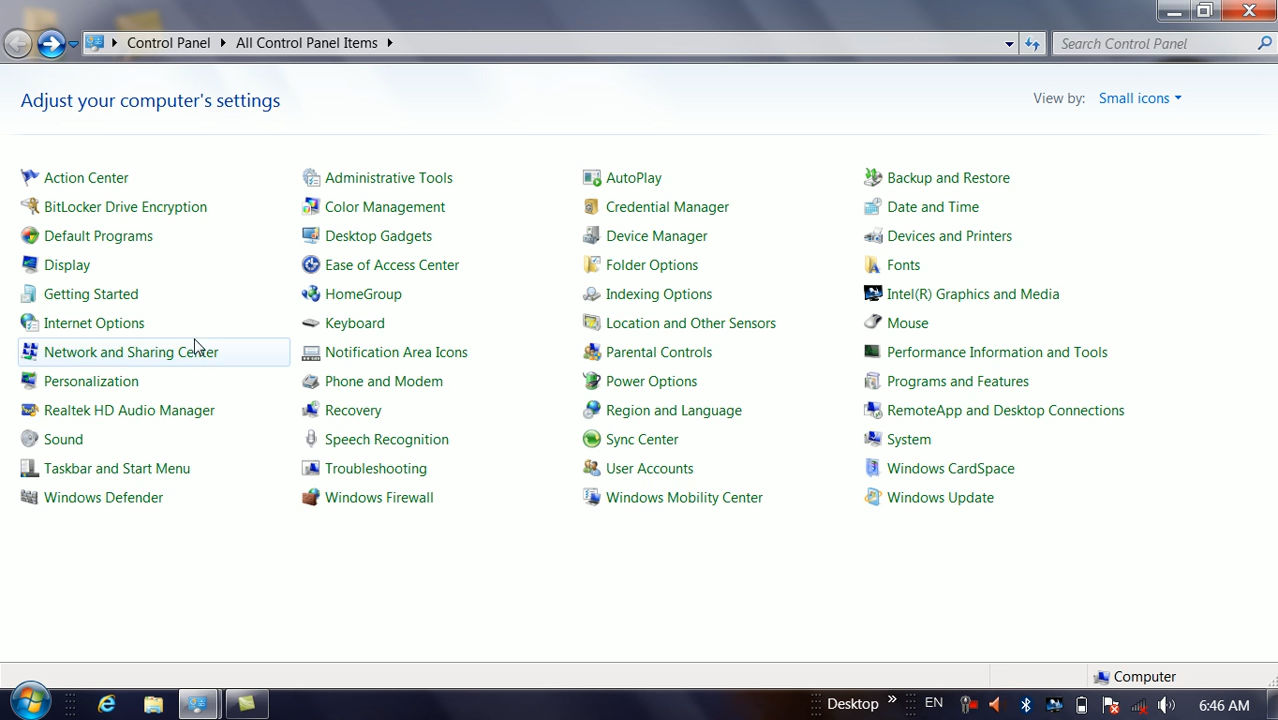 Control Panel All Control Panel Items
Search Control Panel
Adjust your computer's settings
View by: Small icons
Action Center Administrative Tools AutoPlay Backup and Restore
BitLocker Drive Encryption Color Management Credential Manager Date and Time
Default Programs Desktop Gadgets Device Manager Devices and Printers
Display Ease of Access Center Folder Options Fonts
Getting Started HomeGroup Indexing Options Intel(R) Graphics and Media
Internet Options Keyboard Location and Other Sensors Mouse
Network and Sharing Center Notification Area Icons Parental Controls Performance Information and Tools
Personalization Phone and Modem Power Options Programs and Features
Realtek HD Audio Manager Recovery Region and Language RemoteApp and Desktop Connections
Sound Speech Recognition Sync Center System
Taskbar and Start Menu Troubleshooting User Accounts Windows CardSpace
Windows Defender Windows Firewall Windows Mobility Center Windows Update
Computer
Desktop » EN 6:46 AM